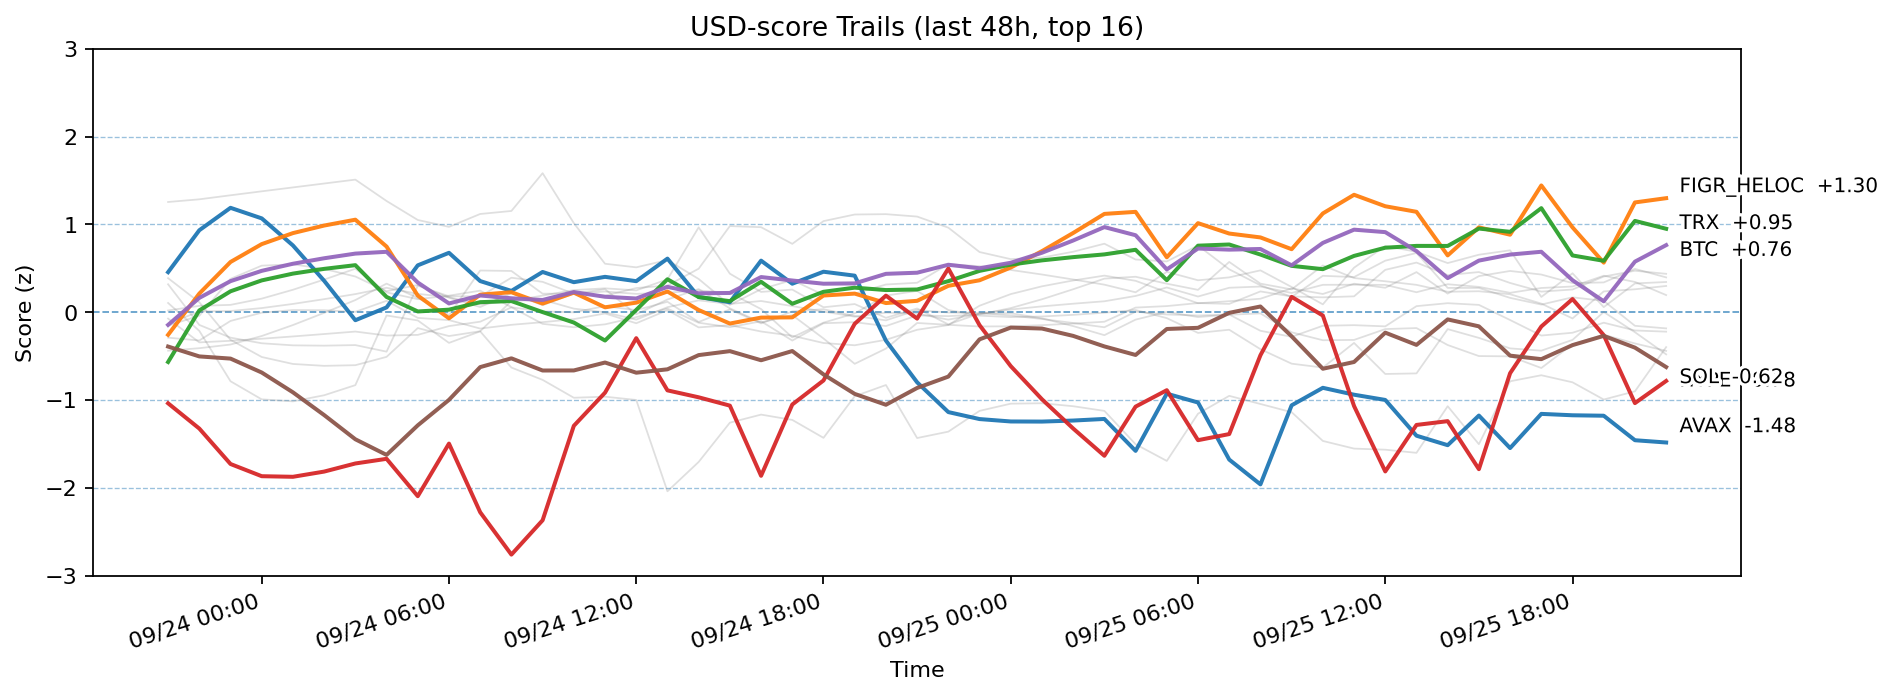 USD-score Trails (last 48h, top 16)
3
2
1
0
−1
−2
−3
Score (z)
FIGR_HELOC +1.30
TRX +0.95
BTC +0.76
AVAX -1.48
09/24 00:00
09/24 06:00
09/24 12:00
09/24 18:00
09/25 00:00
09/25 06:00
09/25 12:00
09/25 18:00
Time